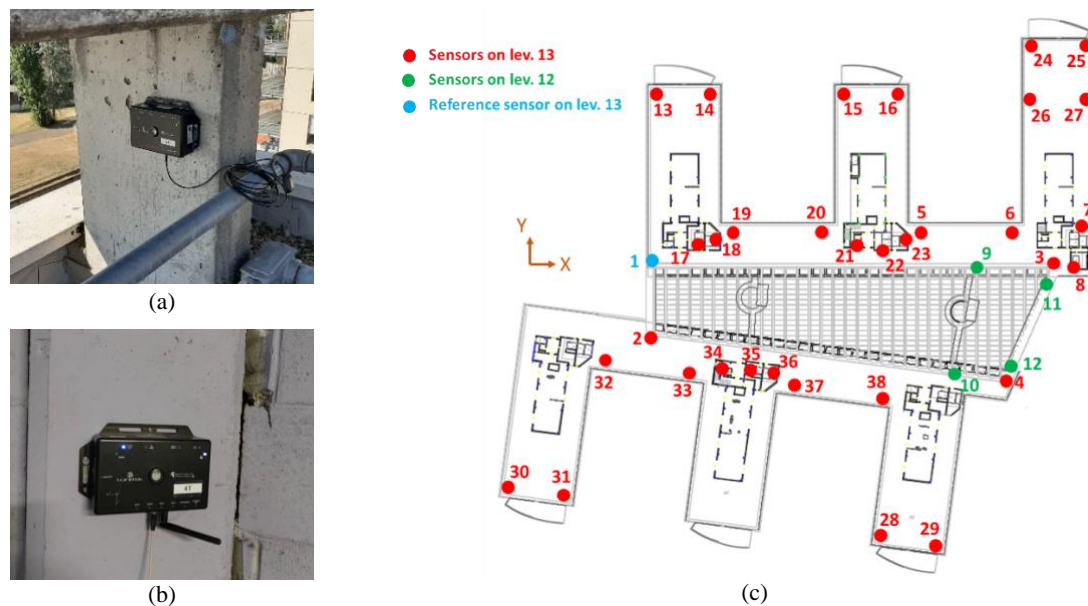 Sensors on lev. 13
Sensors on lev. 12
Reference sensor on lev. 13
24 25
13 14 15 16 26 27
Y
X
19 20 5 6 7
17 18 21 22 23
1 9 3 8
11
2
34 35 36 12
32 33 37 38 10 4
30 31
28 29
(a)
(b)
(c)